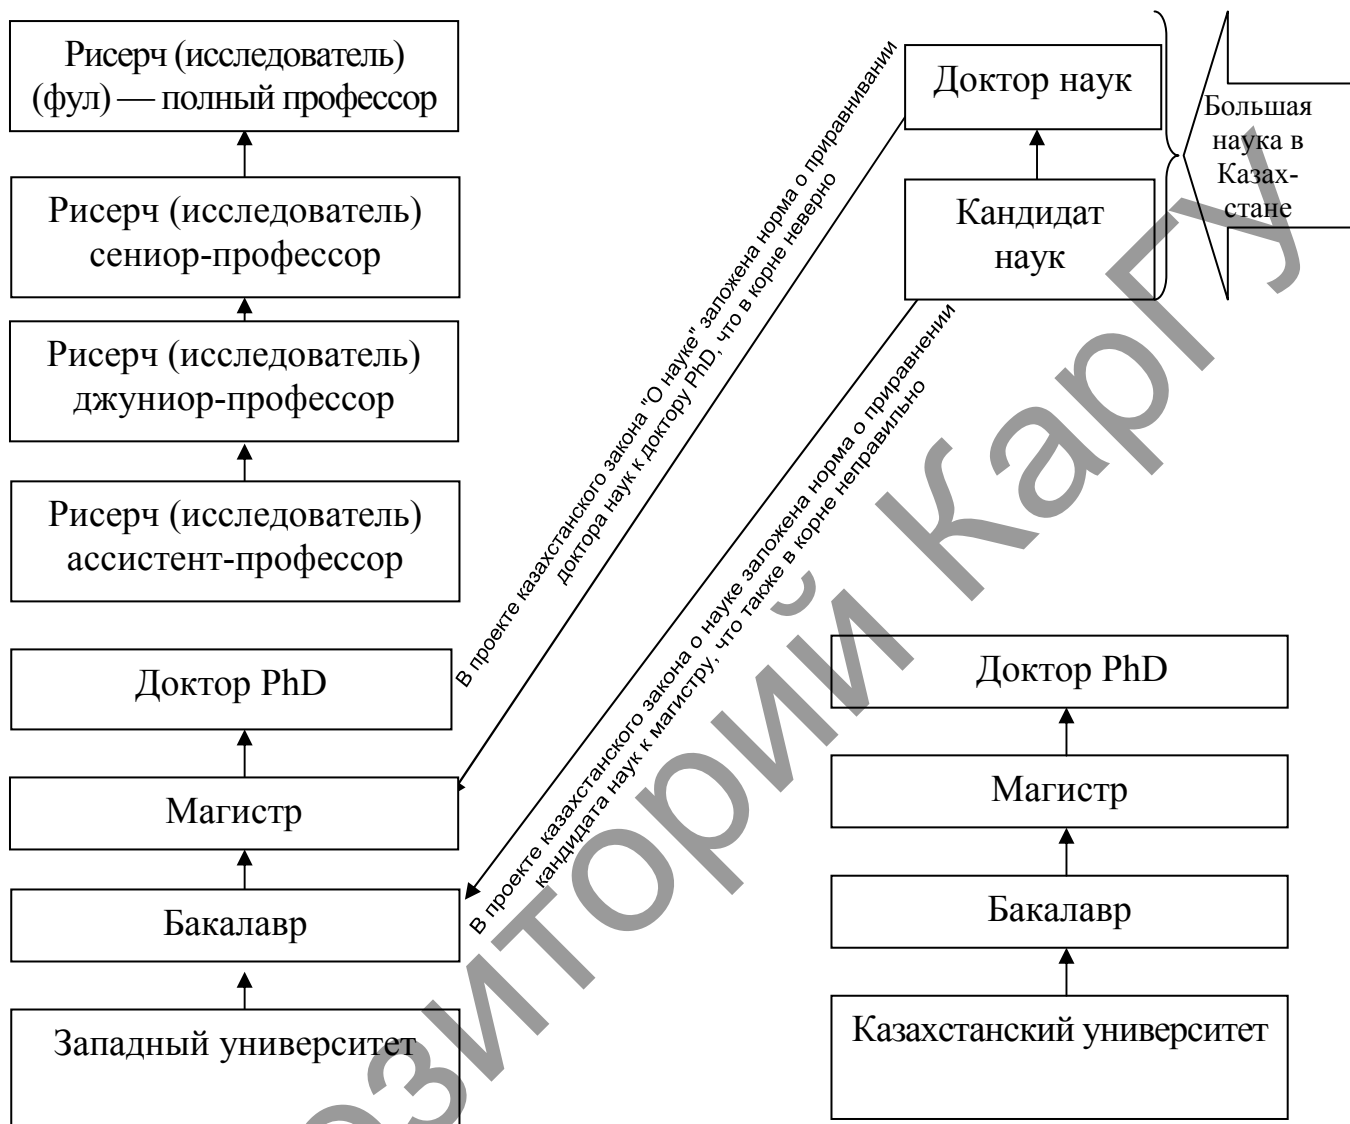 Рисерч (исследователь)
(фул) — полный профессор
Рисерч (исследователь)
сениор-профессор
Рисерч (исследователь)
джуниор-профессор
Рисерч (исследователь)
ассистент-профессор
Доктор PhD
Магистр
Бакалавр
Западный университет
В проекте казахстанского закона "О науке" заложена норма о приравнивании
доктора наук к доктору PhD, что в корне неверно
В проекте казахстанского закона о науке заложена норма о приравнении
кандидата наук к магистру, что также в корне неправильно
Доктор наук
Кандидат
наук
Большая
наука в
Казах-
стане
Доктор PhD
Магистр
Бакалавр
Казахстанский университет
озиторий КарГУ